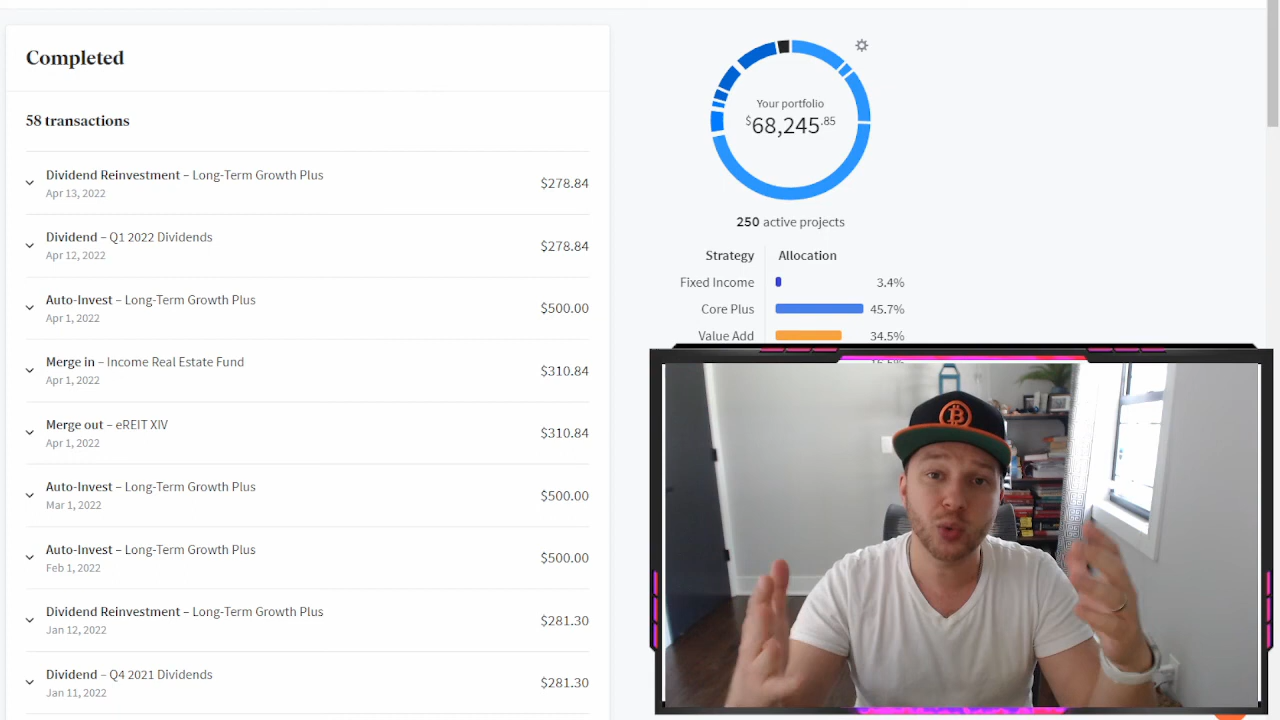 Completed
58 transactions
Dividend Reinvestment – Long-Term Growth Plus
Apr 13, 2022
$278.84
Dividend – Q1 2022 Dividends
Apr 12, 2022
$278.84
Auto-Invest – Long-Term Growth Plus
Apr 1, 2022
$500.00
Merge in – Income Real Estate Fund
Apr 1, 2022
$310.84
Merge out – eREIT XIV
Apr 1, 2022
$310.84
Auto-Invest – Long-Term Growth Plus
Mar 1, 2022
$500.00
Auto-Invest – Long-Term Growth Plus
Feb 1, 2022
$500.00
Dividend Reinvestment – Long-Term Growth Plus
Jan 12, 2022
$281.30
Dividend – Q4 2021 Dividends
Jan 11, 2022
$281.30
Your portfolio
$68,245.85
250 active projects
Strategy Allocation
Fixed Income 3.4%
Core Plus 45.7%
Value Add 34.5%